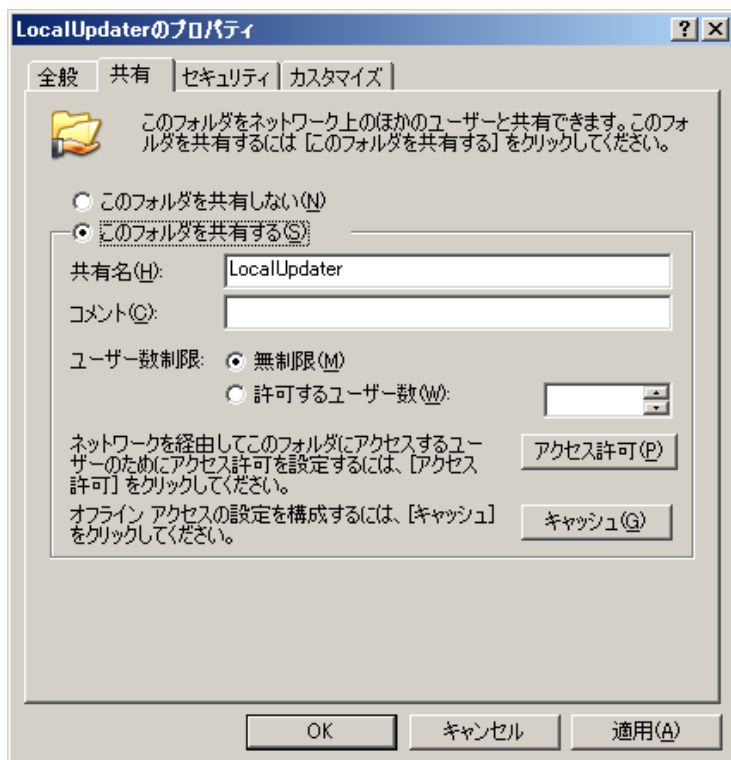 LocalUpdaterのプロパティ
全般 共有 セキュリティ カスタマイズ
このフォルダをネットワーク上のほかのユーザーと共有できます。このフォ
ルダを共有するには [このフォルダを共有する] をクリックしてください。
このフォルダを共有しない(N)
このフォルダを共有する(S)
共有名(H): LocalUpdater
コメント(C):
ユーザー数制限: 無制限(M)
許可するユーザー数(W):
ネットワークを経由してこのフォルダにアクセスするユー
ザーのためにアクセス許可を設定するには、[アクセス
許可] をクリックしてください。
アクセス許可(P)
オフライン アクセスの設定を構成するには、[キャッシュ]
をクリックしてください。
キャッシュ(G)
OK キャンセル 適用(A)